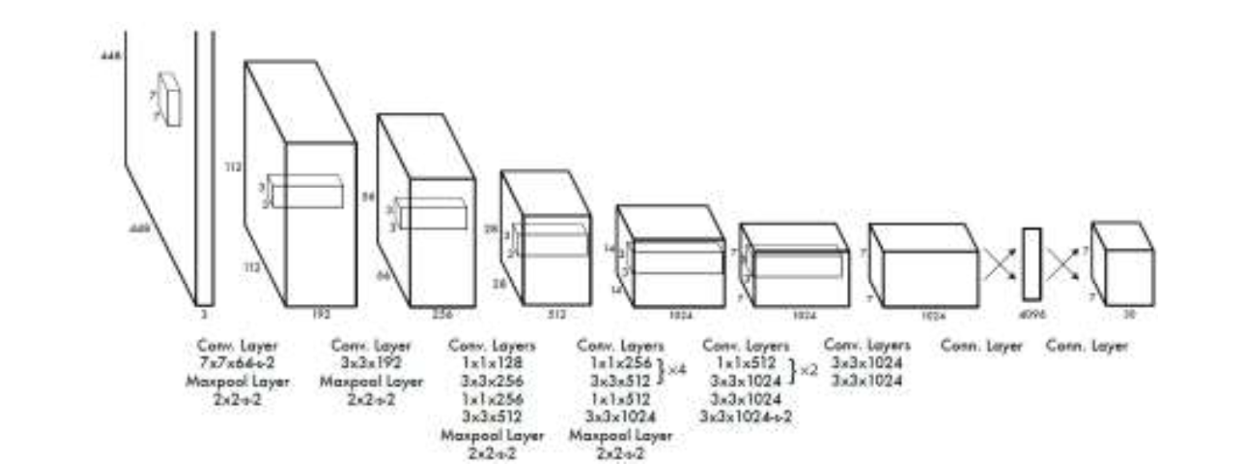 448
7
7
448
3
112
3
3
112
192
56
3
3
56
256
28
3
3
28
512
14
3
3
14
1024
7
3
3
7
1024
7
7
1024
4096
7
7
30
Conv. Layer
7x7x64-s-2
Maxpool Layer
2x2-s-2
Conv. Layer
3x3x192
Maxpool Layer
2x2-s-2
Conv. Layers
1x1x128
3x3x256
1x1x256
3x3x512
Maxpool Layer
2x2-s-2
Conv. Layers
1x1x256
3x3x512
} ×4
1x1x512
3x3x1024
Maxpool Layer
2x2-s-2
Conv. Layers
1x1x512
3x3x1024
} ×2
3x3x1024
3x3x1024-s-2
Conv. Layers
3x3x1024
3x3x1024
Conn. Layer
Conn. Layer